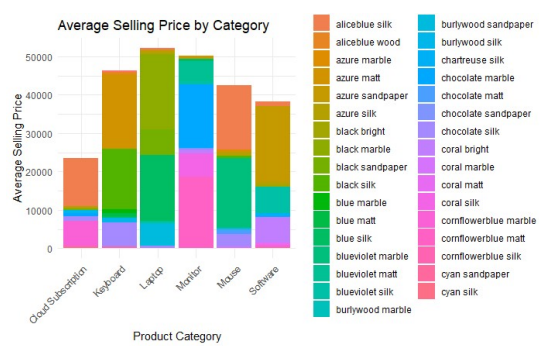 Average Selling Price by Category
Average Selling Price
50000
40000
30000
20000
10000
0
Cloud Subscription
Keyboard
Laptop
Monitor
Mouse
Software
Product Category
aliceblue silk
aliceblue wood
azure marble
azure matt
azure sandpaper
azure silk
black bright
black marble
black sandpaper
black silk
blue marble
blue matt
blue silk
blueviolet marble
blueviolet matt
blueviolet silk
burlywood marble
burlywood sandpaper
burlywood silk
chartreuse silk
chocolate marble
chocolate matt
chocolate sandpaper
chocolate silk
coral bright
coral marble
coral matt
coral silk
cornflowerblue marble
cornflowerblue matt
cornflowerblue silk
cyan sandpaper
cyan silk